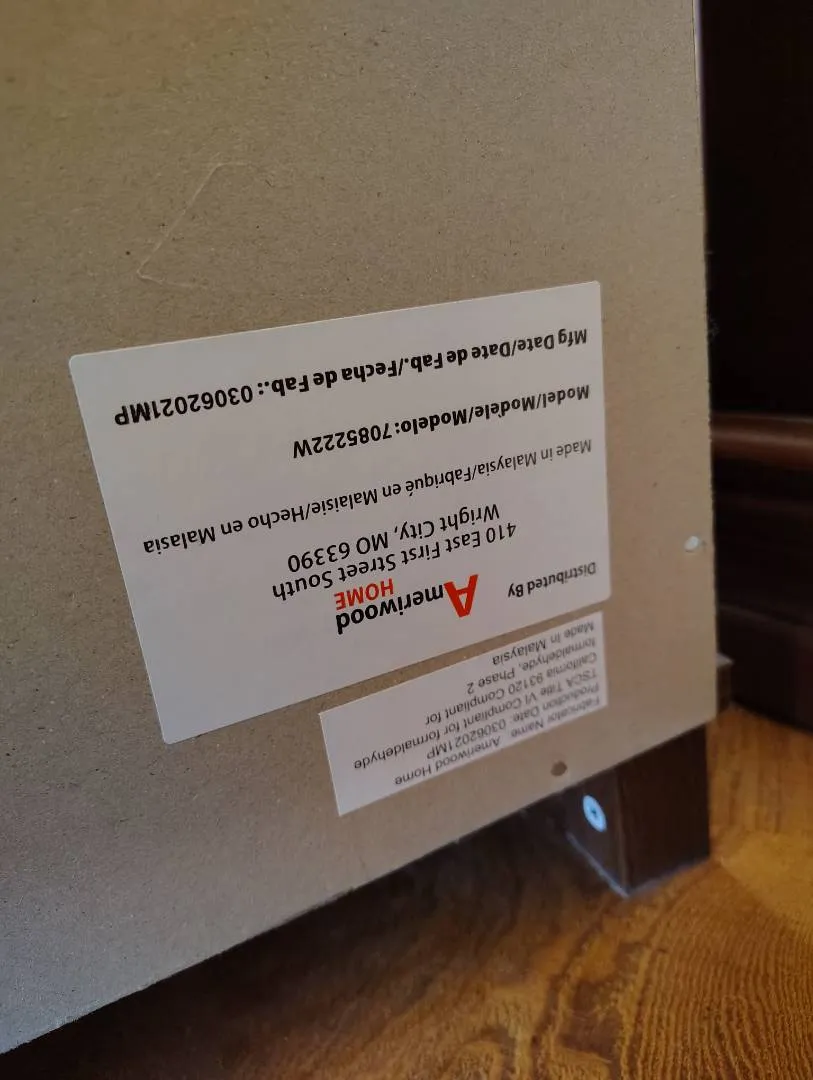 Distributed By
Ameriwood
HOME
410 East First Street South
Wright City, MO 63390
Made in Malaysia/Fabriqué en Malaisie/Hecho en Malasia
Model/Modèle/Modelo: 7085222W
Mfg Date/Date de Fab./Fecha de Fab.: 03062021MP
Fabricator Name: Ameriwood Home
Production Date: 03062021MP
TSCA Title VI Compliant for formaldehyde
California 93120 Compliant for
formaldehyde, Phase 2
Made In Malaysia